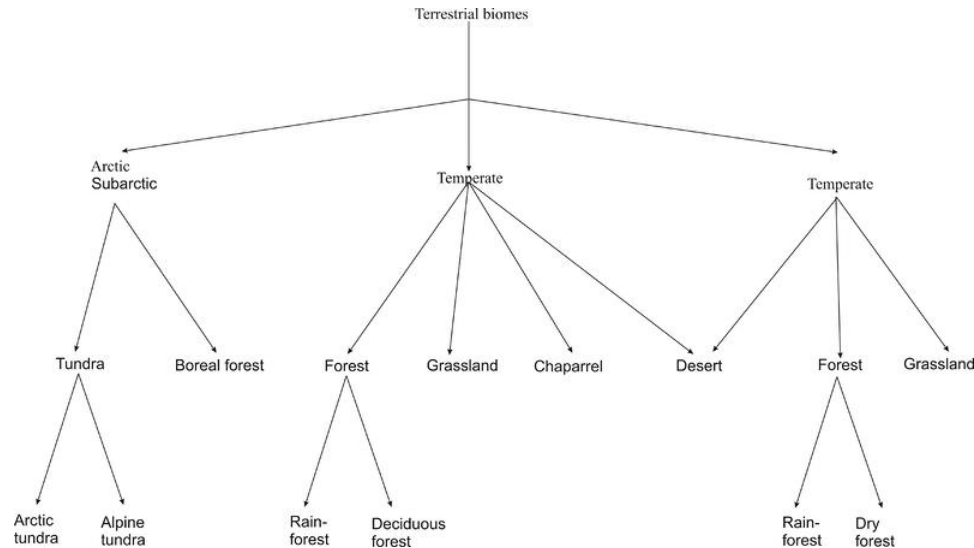 Terrestrial biomes
Arctic
Subarctic
Temperate
Temperate
Tundra
Boreal forest
Forest
Grassland
Chaparrel
Desert
Forest
Grassland
Arctic
tundra
Alpine
tundra
Rain-
forest
Deciduous
forest
Rain-
forest
Dry
forest